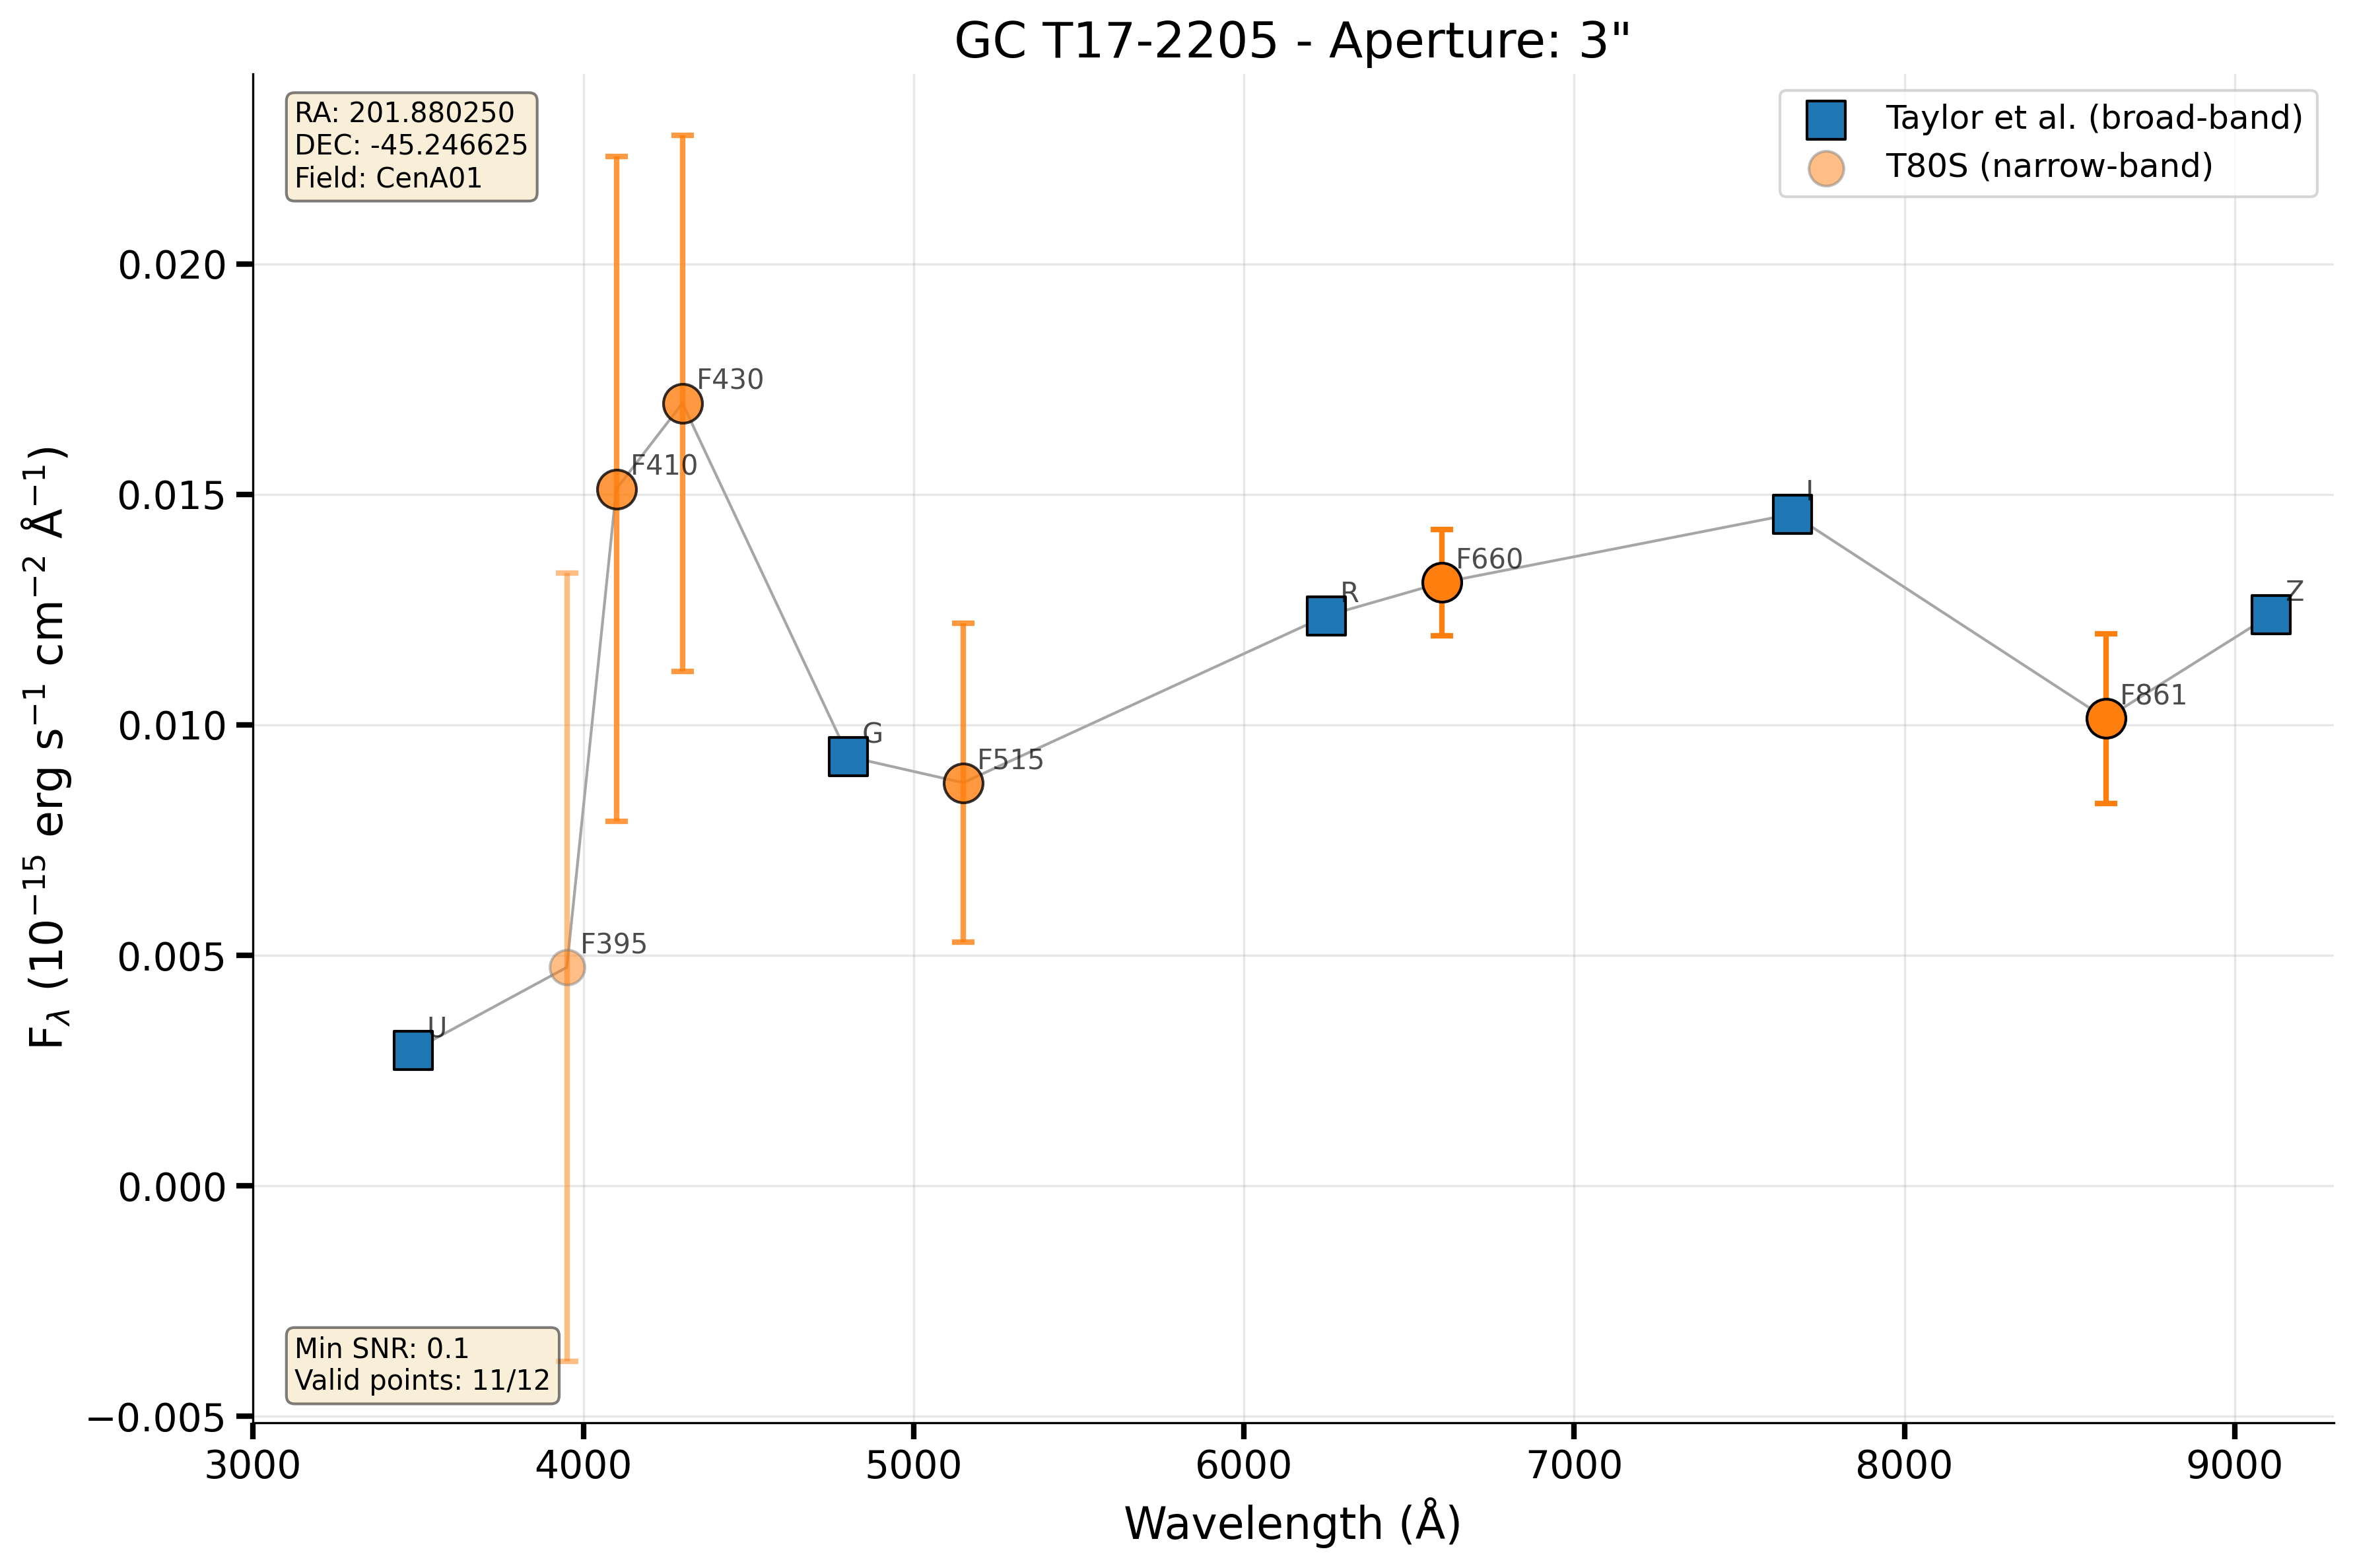 GC T17-2205 - Aperture: 3"
RA: 201.880250
DEC: -45.246625
Field: CenA01
Taylor et al. (broad-band)
T80S (narrow-band)
F430
F410
I
F660
R
F861
Z
G
F515
F395
U
Min SNR: 0.1
Valid points: 11/12
0.020
0.015
0.010
0.005
0.000
−0.005
F𝜆 (10⁻¹⁵ erg s⁻¹ cm⁻² Å⁻¹)
3000 4000 5000 6000 7000 8000 9000
Wavelength (Å)